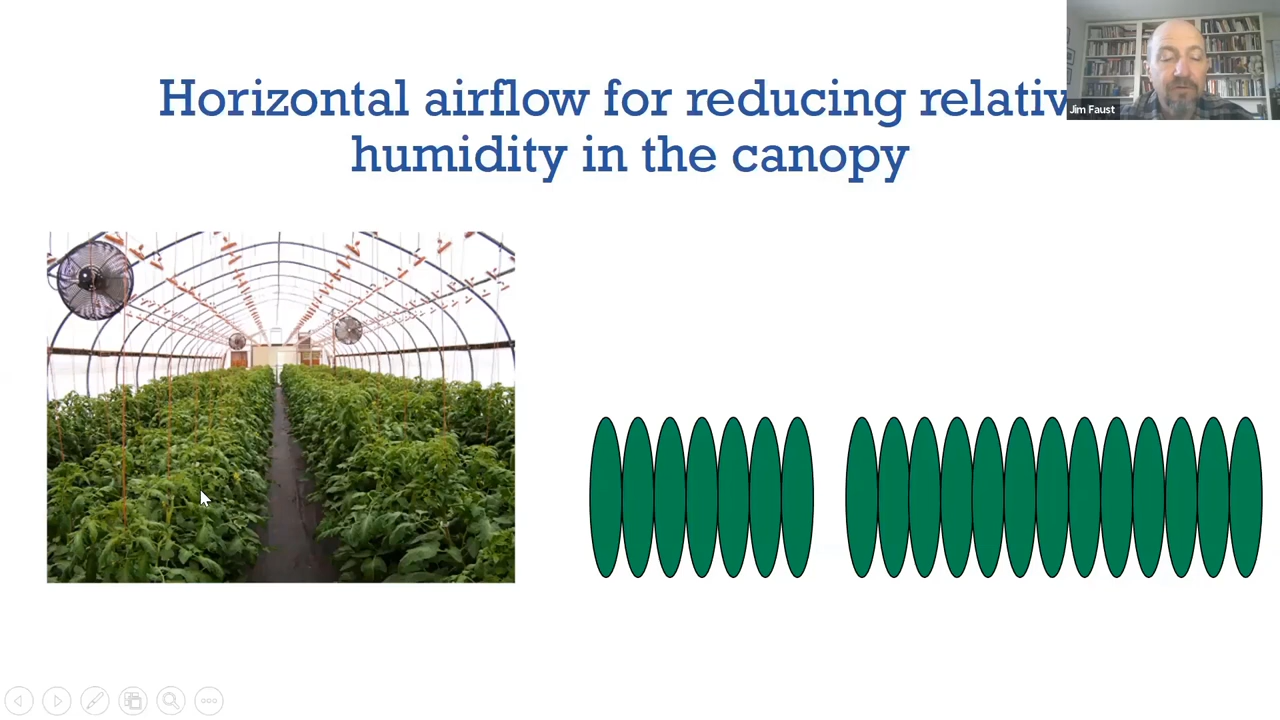 Horizontal airflow for reducing relativ
humidity in the canopy
Jim Faust